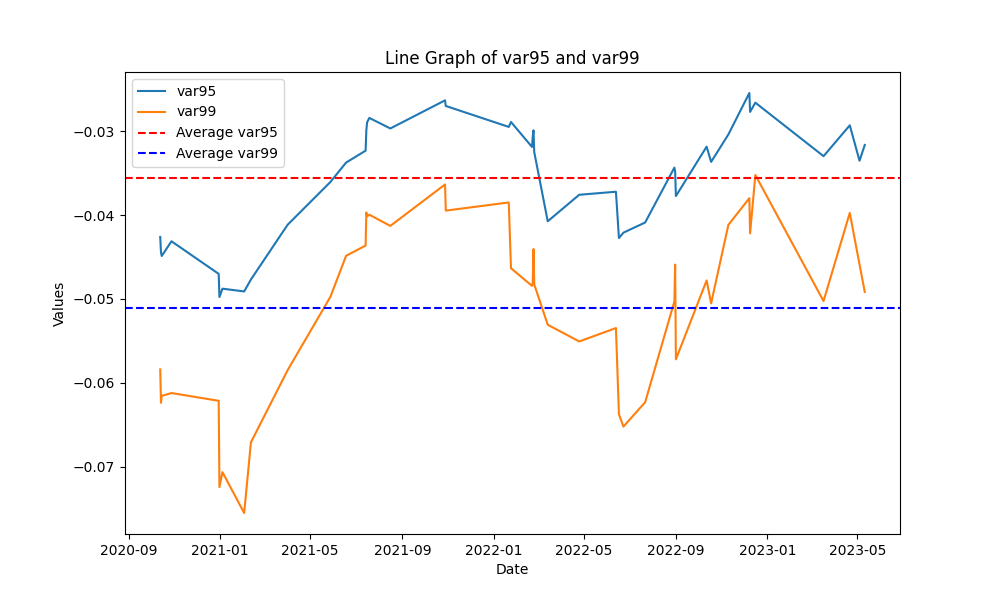 Line Graph of var95 and var99
var95
var99
Average var95
Average var99
−0.03
−0.04
−0.05
−0.06
−0.07
Values
2020-09 2021-01 2021-05 2021-09 2022-01 2022-05 2022-09 2023-01 2023-05
Date